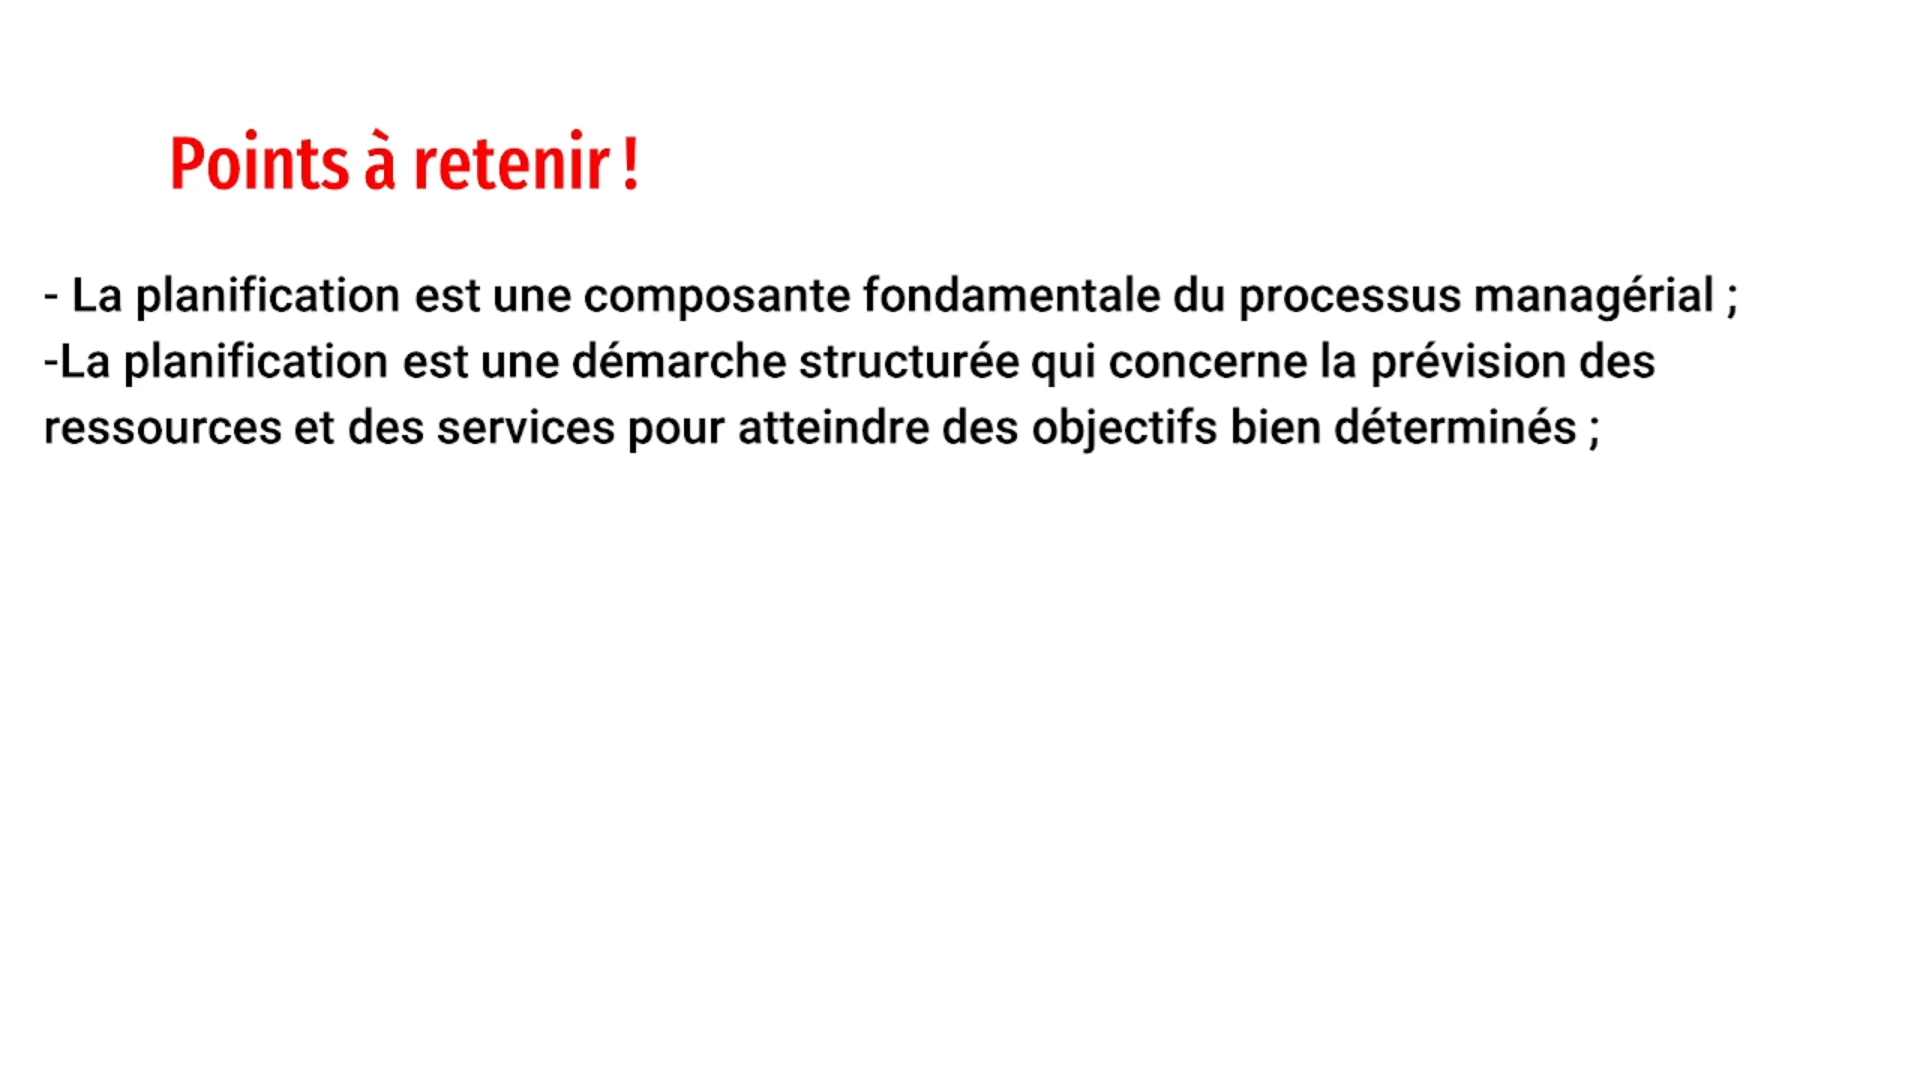 Points à retenir !
- La planification est une composante fondamentale du processus managérial ;
-La planification est une démarche structurée qui concerne la prévision des
ressources et des services pour atteindre des objectifs bien déterminés ;